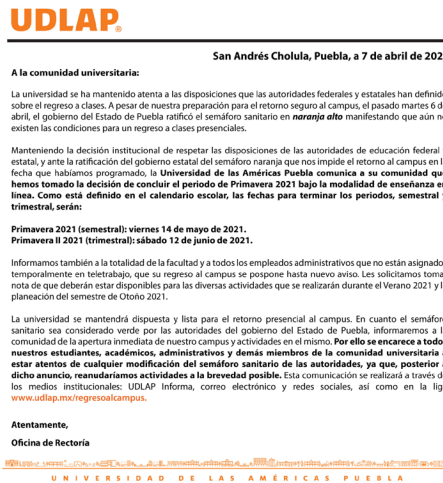 UDLAP®
San Andrés Cholula, Puebla, a 7 de abril de 202
A la comunidad universitaria:
La universidad se ha mantenido atenta a las disposiciones que las autoridades federales y estatales han definid
sobre el regreso a clases. A pesar de nuestra preparación para el retorno seguro al campus, el pasado martes 6 d
abril, el gobierno del Estado de Puebla ratificó el semáforo sanitario en naranja alto manifestando que aún n
existen las condiciones para un regreso a clases presenciales.
Manteniendo la decisión institucional de respetar las disposiciones de las autoridades de educación federal
estatal, y ante la ratificación del gobierno estatal del semáforo naranja que nos impide el retorno al campus en l
fecha que habíamos programado, la Universidad de las Américas Puebla comunica a su comunidad qu
hemos tomado la decisión de concluir el periodo de Primavera 2021 bajo la modalidad de enseñanza e
línea. Como está definido en el calendario escolar, las fechas para terminar los periodos, semestral
trimestral, serán:
Primavera 2021 (semestral): viernes 14 de mayo de 2021.
Primavera II 2021 (trimestral): sábado 12 de junio de 2021.
Informamos también a la totalidad de la facultad y a todos los empleados administrativos que no están asignado
temporalmente en teletrabajo, que su regreso al campus se pospone hasta nuevo aviso. Les solicitamos toma
nota de que deberán estar disponibles para las diversas actividades que se realizarán durante el Verano 2021 y l
planeación del semestre de Otoño 2021.
La universidad se mantendrá dispuesta y lista para el retorno presencial al campus. En cuanto el semáfor
sanitario sea considerado verde por las autoridades del gobierno del Estado de Puebla, informaremos a l
comunidad de la apertura inmediata de nuestro campus y actividades en el mismo. Por ello se encarece a todo
nuestros estudiantes, académicos, administrativos y demás miembros de la comunidad universitaria
estar atentos de cualquier modificación del semáforo sanitario de las autoridades, ya que, posterior
dicho anuncio, reanudaríamos actividades a la brevedad posible. Esta comunicación se realizará a través d
los medios institucionales: UDLAP Informa, correo electrónico y redes sociales, así como en la lig
www.udlap.mx/regresoalcampus.
Atentamente,
Oficina de Rectoría
UNIVERSIDAD DE LAS AMÉRICAS PUEBLA